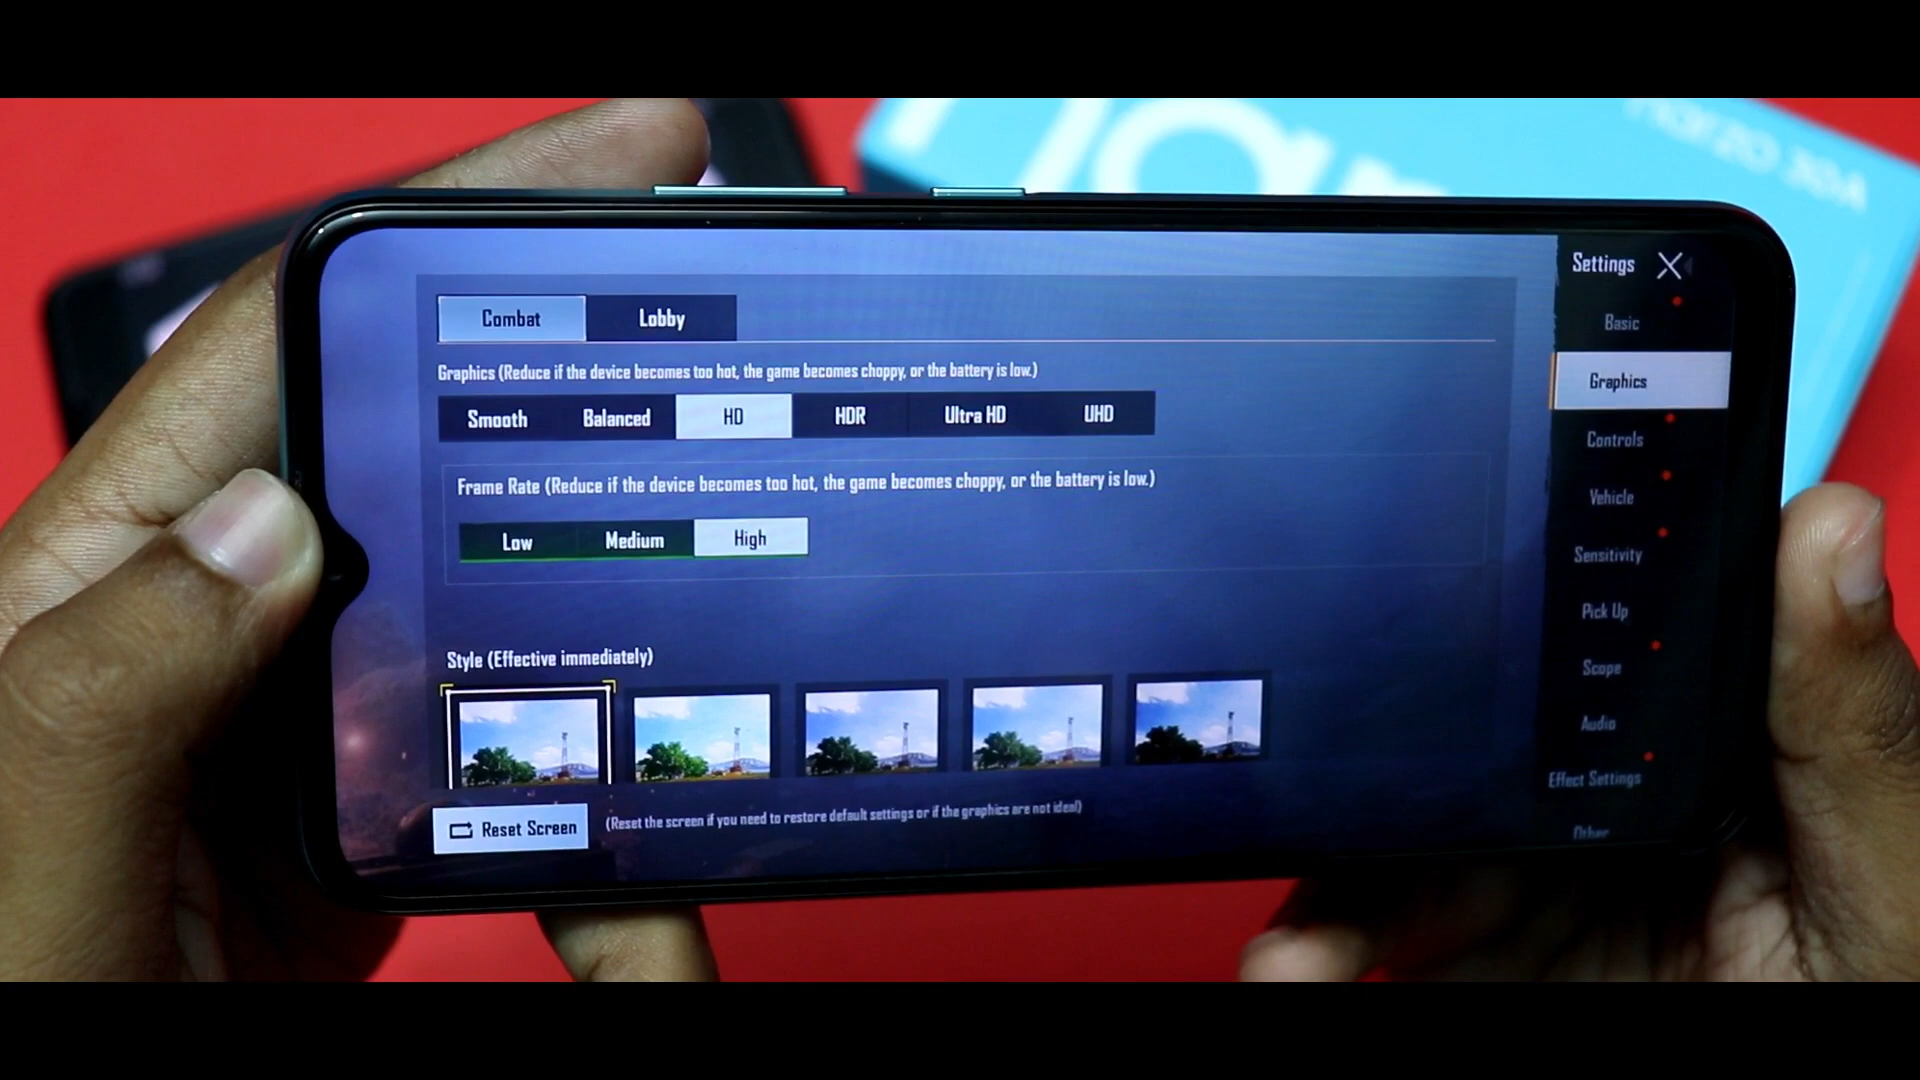 narzo 30A
Settings
Combat
Lobby
Basic
Graphics (Reduce if the device becomes too hot, the game becomes choppy, or the battery is low.)
Graphics
Smooth
Balanced
HD
HDR
Ultra HD
UHD
Controls
Frame Rate (Reduce if the device becomes too hot, the game becomes choppy, or the battery is low.)
Vehicle
Low
Medium
High
Sensitivity
Pick Up
Style (Effective immediately)
Scope
Audio
Effect Settings
Reset Screen
(Reset the screen if you need to restore default settings or if the graphics are not ideal)
Other